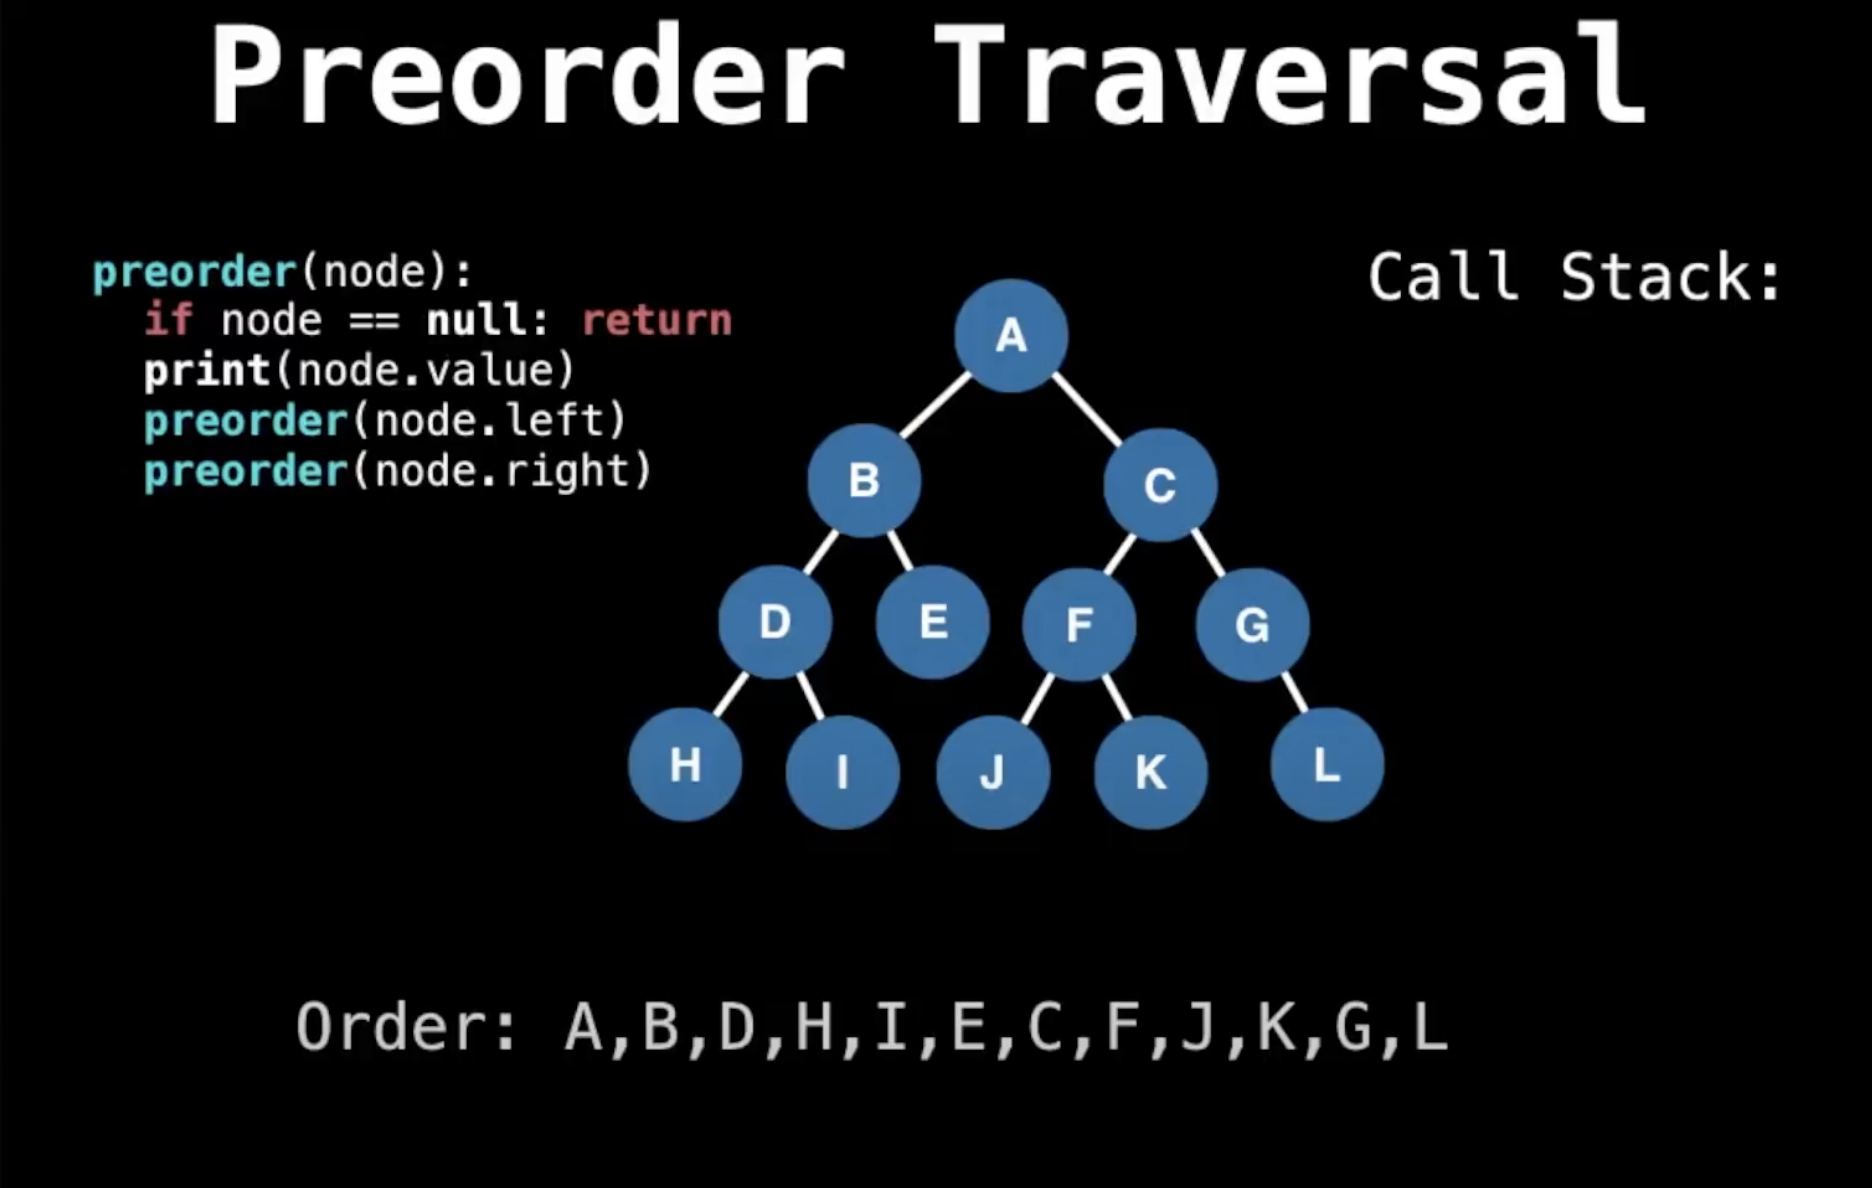 Preorder Traversal
preorder(node):
if node == null: return
print(node.value)
preorder(node.left)
preorder(node.right)
Call Stack:
A
B
C
D
E
F
G
H
I
J
K
L
Order: A,B,D,H,I,E,C,F,J,K,G,L